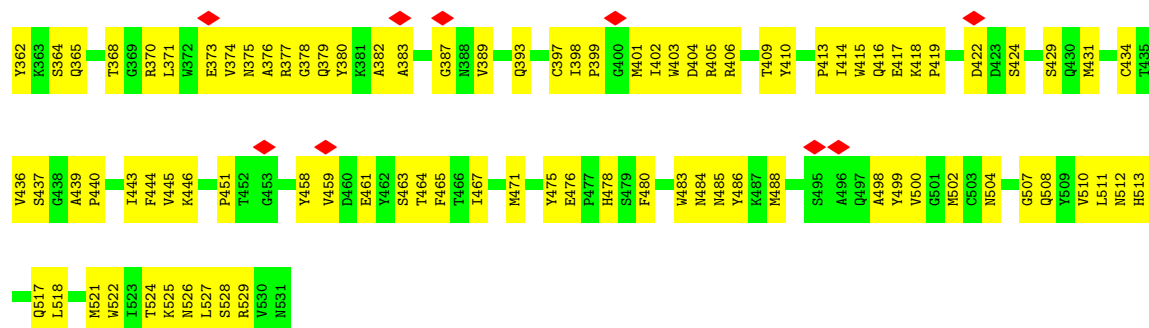 Y362 K363 S364 Q365 T368 G369 R370 L371 W372 E373 V374 N375 A376 R377 G378 Q379 Y380 K381 A382 A383 G387 N388 V389 Q393 C397 I398 P399 G400 M401 I402 W403 D404 R405 R406 T409 Y410 P413 I414 W415 Q416 E417 K418 P419 D422 D423 S424 S429 Q430 M431 C434 T435
V436 S437 G438 A439 P440 I443 F444 V445 K446 P451 T452 G453 Y458 V459 D460 E461 Y462 S463 T464 F465 T466 I467 M471 Y475 E476 P477 H478 S479 F480 W483 N484 N485 Y486 K487 M488 S495 A496 Q497 A498 Y499 V500 G501 M502 C503 N504 G507 Q508 Y509 V510 L511 N512 H513
Q517 L518 M521 W522 I523 T524 K525 N526 L527 S528 R529 V530 N531